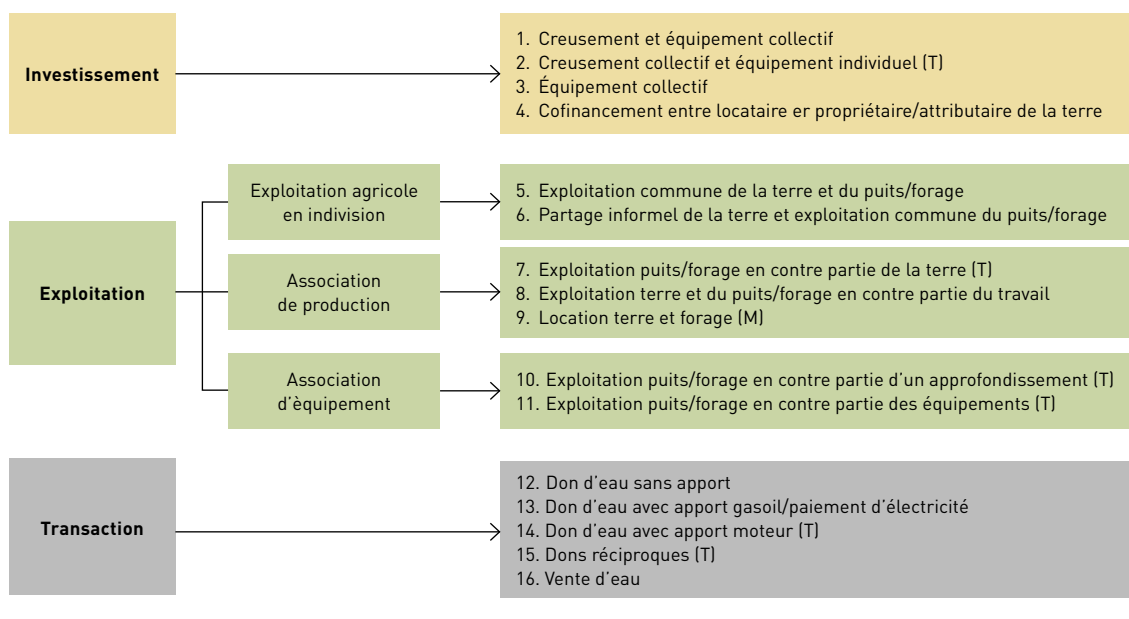 Investissement
1. Creusement et équipement collectif
2. Creusement collectif et équipement individuel (T)
3. Équipement collectif
4. Cofinancement entre locataire er propriétaire/attributaire de la terre
Exploitation
Exploitation agricole
en indivision
5. Exploitation commune de la terre et du puits/forage
6. Partage informel de la terre et exploitation commune du puits/forage
Association
de production
7. Exploitation puits/forage en contre partie de la terre (T)
8. Exploitation terre et du puits/forage en contre partie du travail
9. Location terre et forage (M)
Association
d'èquipement
10. Exploitation puits/forage en contre partie d'un approfondissement (T)
11. Exploitation puits/forage en contre partie des équipements (T)
Transaction
12. Don d'eau sans apport
13. Don d'eau avec apport gasoil/paiement d'électricité
14. Don d'eau avec apport moteur (T)
15. Dons réciproques (T)
16. Vente d'eau